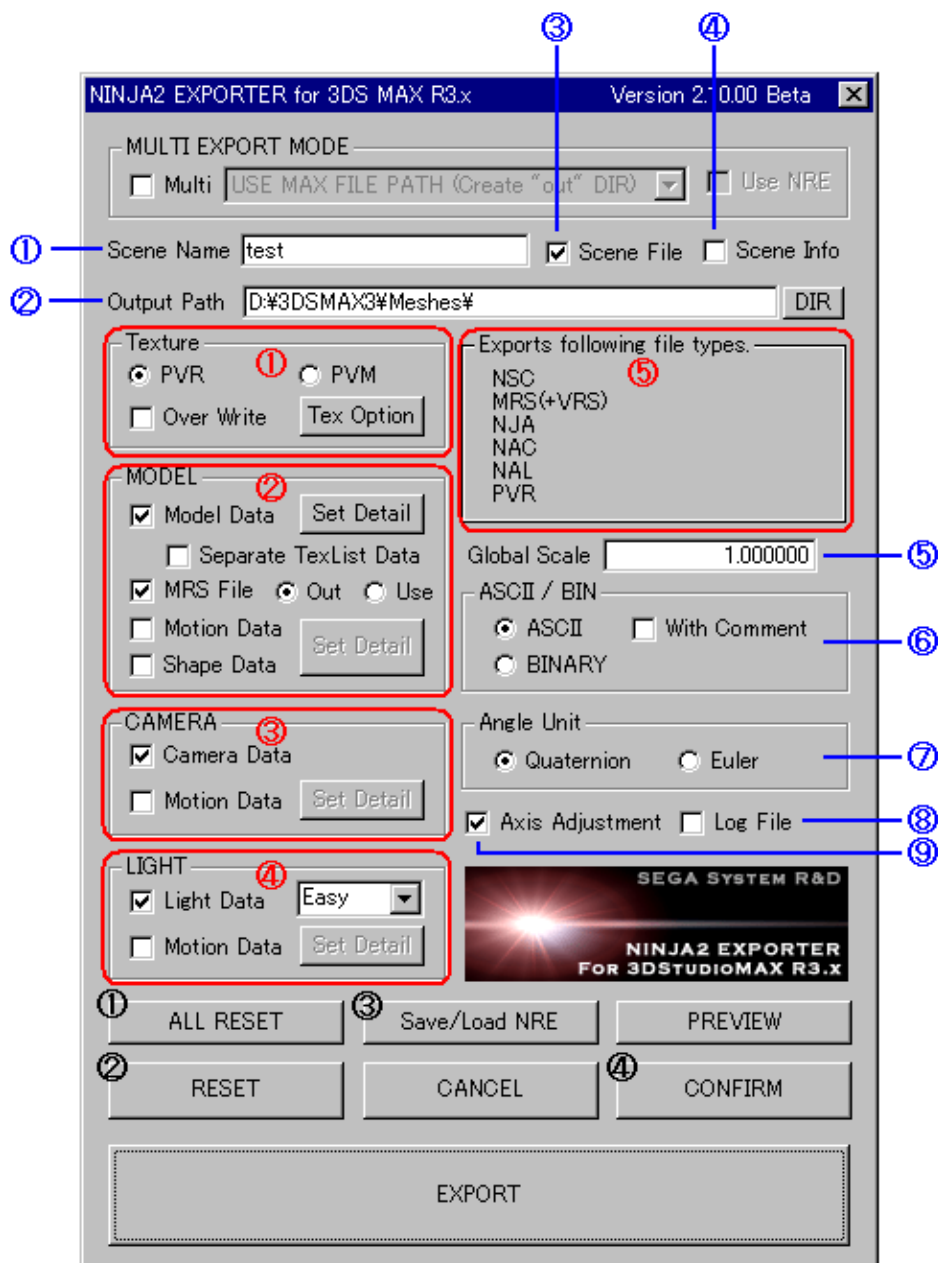 ③ ④
NINJA2 EXPORTER for 3DS MAX R3.x Version 2.10.00 Beta
MULTI EXPORT MODE
Multi USE MAX FILE PATH (Create "out" DIR) Use NRE
① Scene Name test Scene File Scene Info
② Output Path D:¥3DSMAX3¥Meshes¥ DIR
Texture ①
PVR PVM
Over Write Tex Option
Exports following file types.
⑤
NSC
MRS(+VRS)
NJA
NAC
NAL
PVR
MODEL ②
Model Data Set Detail
Separate TexList Data
MRS File Out Use
Motion Data Set Detail
Shape Data
Global Scale 1.000000 ⑤
ASCII / BIN
ASCII With Comment ⑥
BINARY
CAMERA ③
Camera Data
Motion Data Set Detail
Angle Unit
Quaternion Euler ⑦
Axis Adjustment Log File ⑧
⑨
LIGHT ④
Light Data Easy
Motion Data Set Detail
SEGA SYSTEM R&D
NINJA2 EXPORTER
FOR 3DSTUDIOMAX R3.x
① ALL RESET ③ Save/Load NRE PREVIEW
② RESET CANCEL ④ CONFIRM
EXPORT